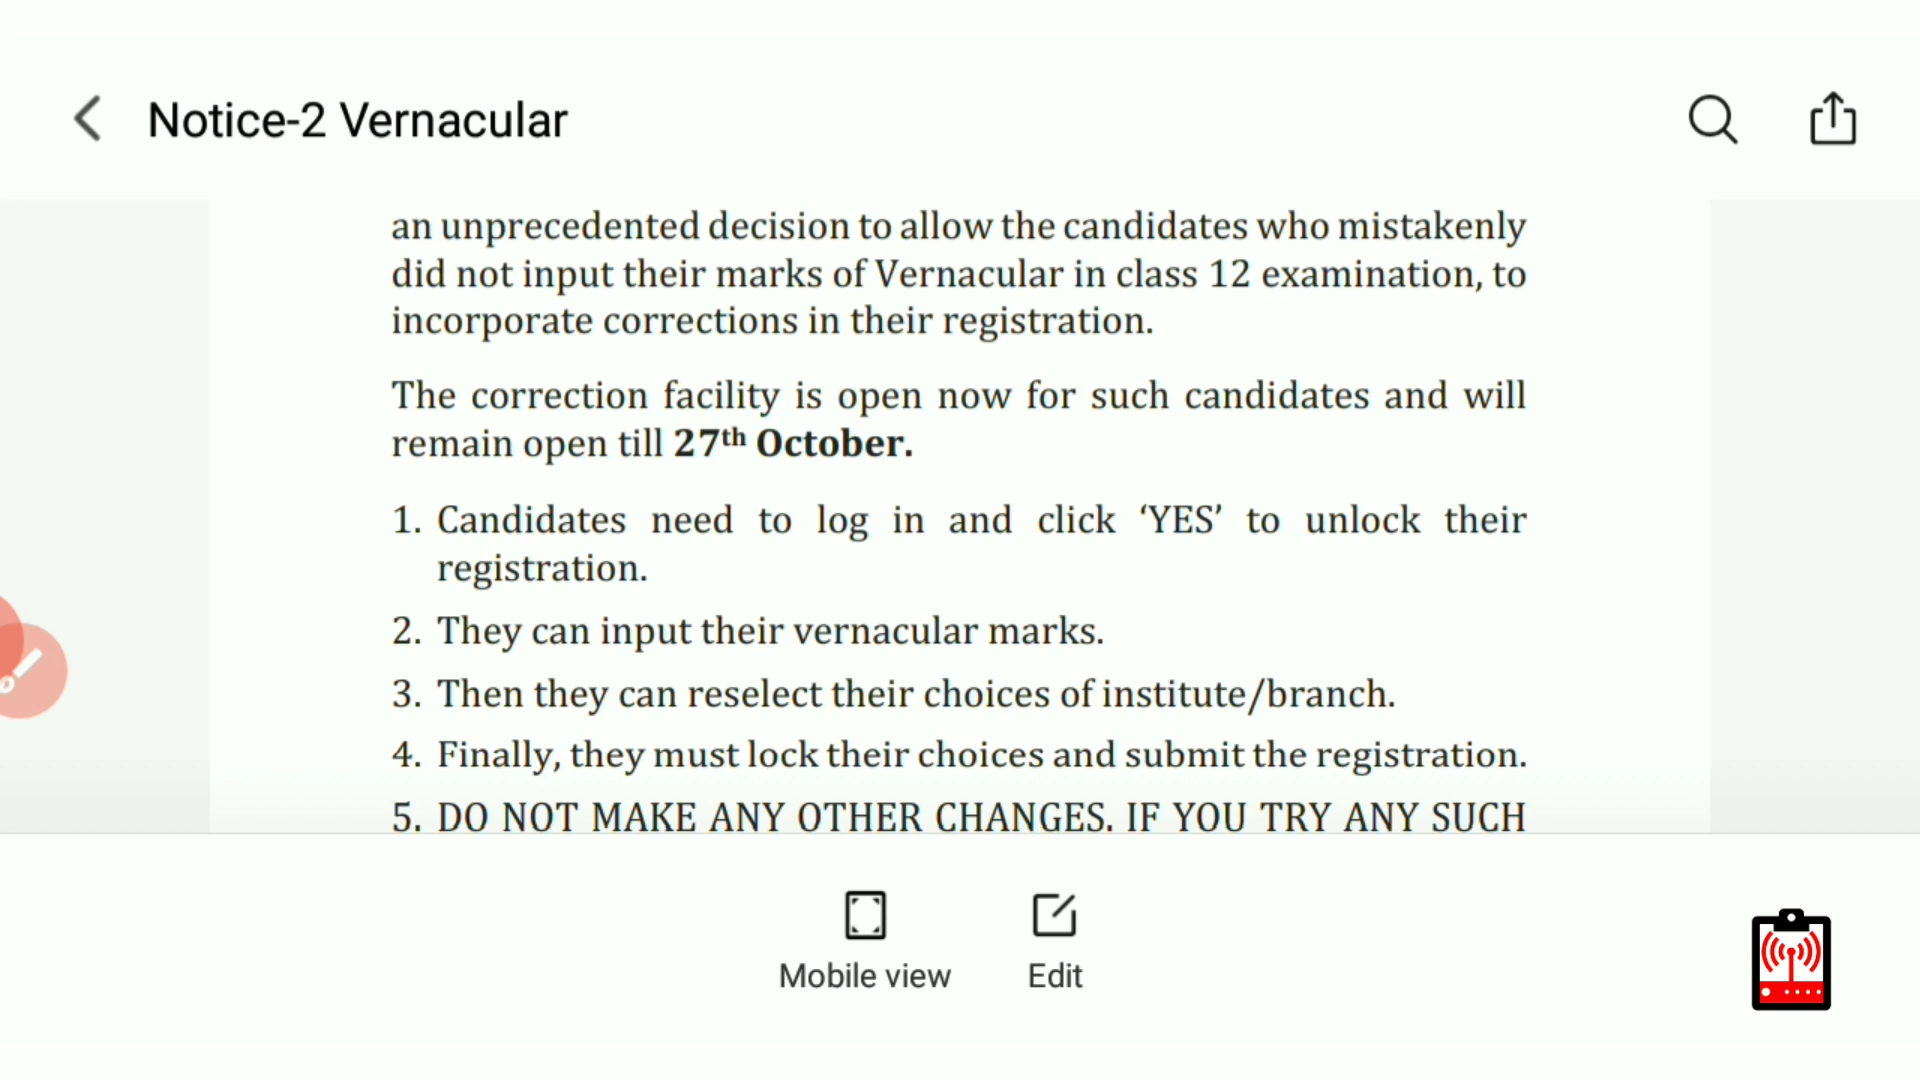 Notice-2 Vernacular
an unprecedented decision to allow the candidates who mistakenly
did not input their marks of Vernacular in class 12 examination, to
incorporate corrections in their registration.
The correction facility is open now for such candidates and will
remain open till 27th October.
1. Candidates need to log in and click ‘YES’ to unlock their
registration.
2. They can input their vernacular marks.
3. Then they can reselect their choices of institute/branch.
4. Finally, they must lock their choices and submit the registration.
5. DO NOT MAKE ANY OTHER CHANGES. IF YOU TRY ANY SUCH
Mobile view
Edit